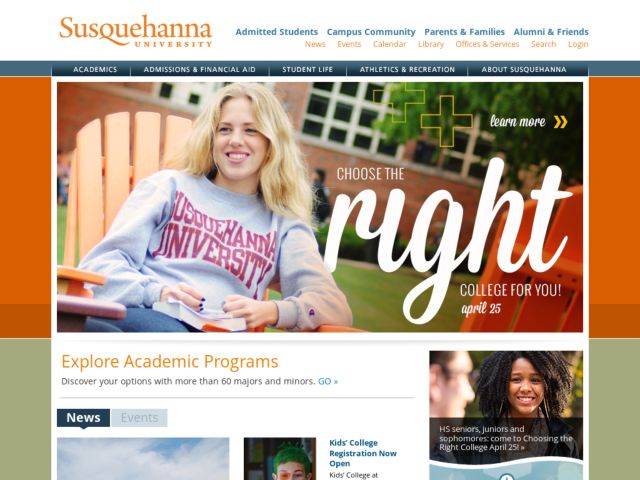 Susquehanna
UNIVERSITY
Admitted Students Campus Community Parents & Families Alumni & Friends
News Events Calendar Library Offices & Services Search Login
ACADEMICS ADMISSIONS & FINANCIAL AID STUDENT LIFE ATHLETICS & RECREATION ABOUT SUSQUEHANNA
learn more »
CHOOSE THE
right
COLLEGE FOR YOU!
april 25
SUSQUEHANNA
UNIVERSITY
Explore Academic Programs
Discover your options with more than 60 majors and minors. GO »
HS seniors, juniors and
sophomores: come to Choosing the
Right College April 25! »
News Events
Kids' College
Registration Now
Open
Kids' College at